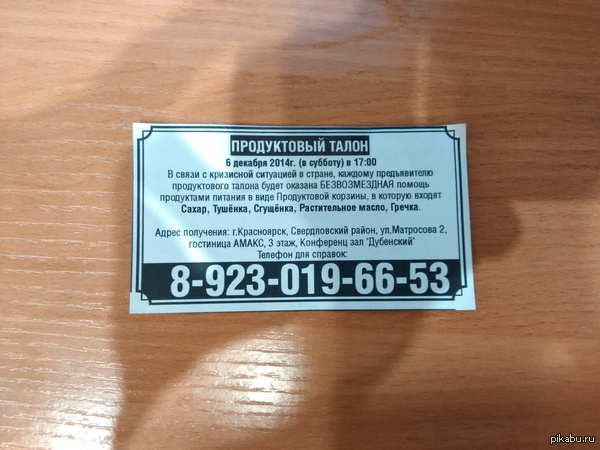 ПРОДУКТОВЫЙ ТАЛОН
6 декабря 2014г. (в субботу) в 17:00
В связи с кризисной ситуацией в стране, каждому предъявителю
продуктового талона будет оказана БЕЗВОЗМЕЗДНАЯ помощь
продуктами питания в виде Продуктовой корзины, в которую входят
Сахар, Тушёнка, Сгущёнка, Растительное масло, Гречка.
Адрес получения: г.Красноярск, Свердловский район, ул.Матросова 2,
гостиница АМАКС, 3 этаж, Конференц зал "Дубенский"
Телефон для справок:
8-923-019-66-53
pikabu.ru